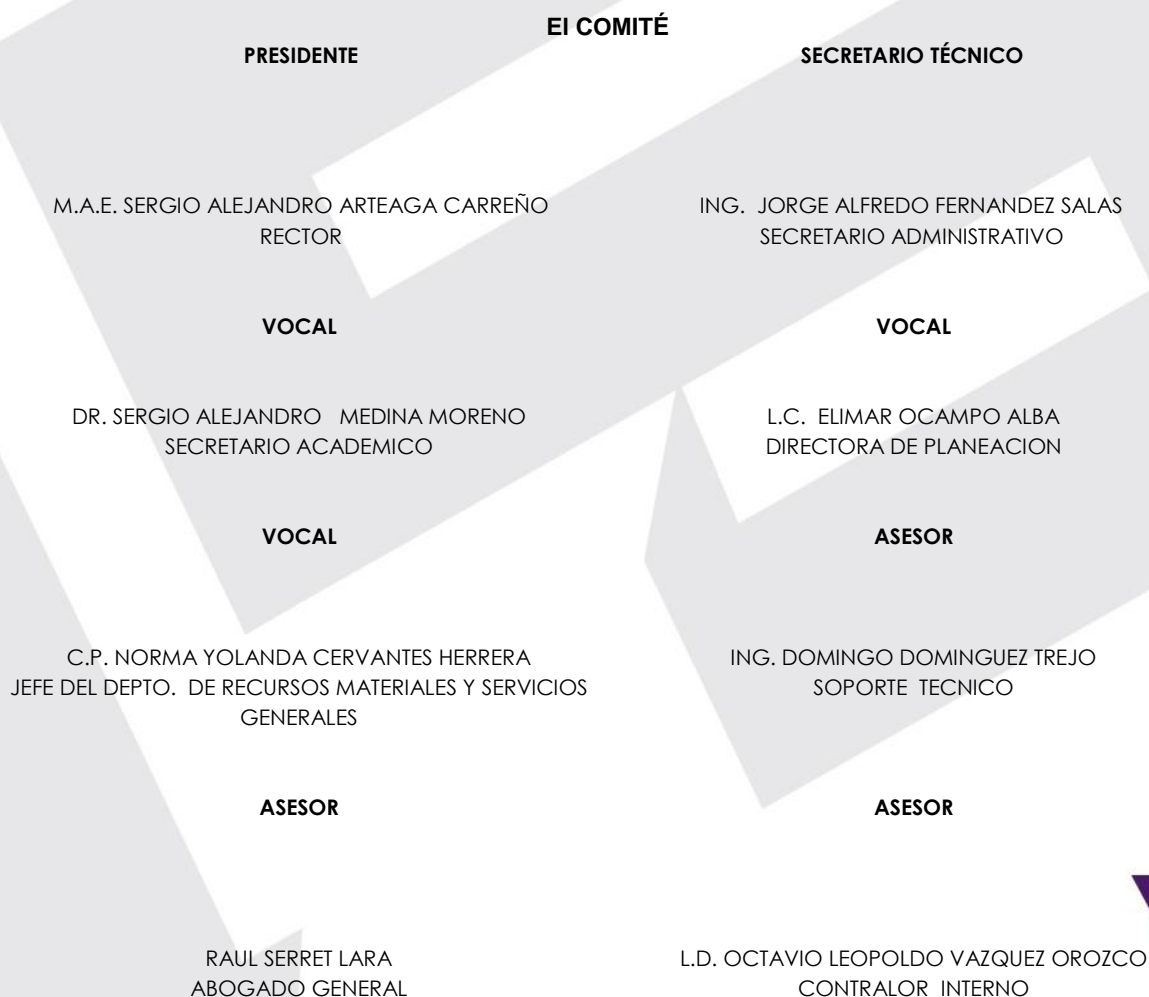 El COMITÉ
PRESIDENTE
SECRETARIO TÉCNICO
M.A.E. SERGIO ALEJANDRO ARTEAGA CARREÑO
RECTOR
ING. JORGE ALFREDO FERNANDEZ SALAS
SECRETARIO ADMINISTRATIVO
VOCAL
VOCAL
DR. SERGIO ALEJANDRO MEDINA MORENO
SECRETARIO ACADEMICO
L.C. ELIMAR OCAMPO ALBA
DIRECTORA DE PLANEACION
VOCAL
ASESOR
C.P. NORMA YOLANDA CERVANTES HERRERA
JEFE DEL DEPTO. DE RECURSOS MATERIALES Y SERVICIOS
GENERALES
ING. DOMINGO DOMINGUEZ TREJO
SOPORTE TECNICO
ASESOR
ASESOR
RAUL SERRET LARA
ABOGADO GENERAL
L.D. OCTAVIO LEOPOLDO VAZQUEZ OROZCO
CONTRALOR INTERNO